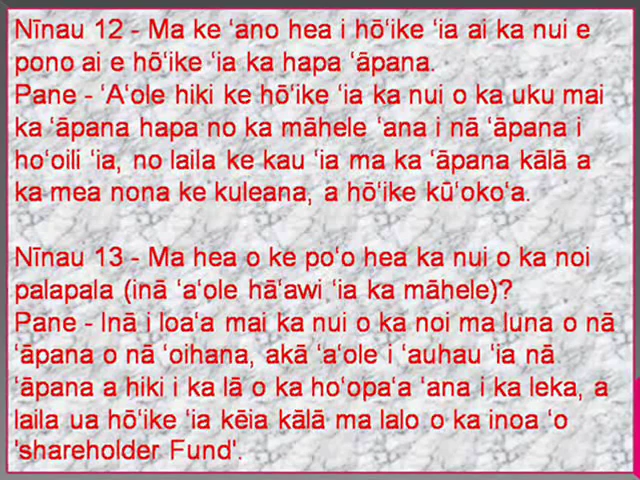 Nīnau 12 - Ma ke ʻano hea i hōʻike ʻia ai ka nui e
pono ai e hōʻike ʻia ka hapa ʻāpana.
Pane - ʻAʻole hiki ke hōʻike ʻia ka nui o ka uku mai
ka ʻāpana hapa no ka māhele ʻana i nā ʻāpana i
hoʻoili ʻia, no laila ke kau ʻia ma ka ʻāpana kālā a
ka mea nona ke kuleana, a hōʻike kūʻokoʻa.
Nīnau 13 - Ma hea o ke poʻo hea ka nui o ka noi
palapala (inā ʻaʻole hāʻawi ʻia ka māhele)?
Pane - Inā i loaʻa mai ka nui o ka noi ma luna o nā
ʻāpana o nā ʻoihana, akā ʻaʻole i ʻauhau ʻia nā
ʻāpana a hiki i ka lā o ka hoʻopaʻa ʻana i ka leka, a
laila ua hōʻike ʻia kēia kālā ma lalo o ka inoa ʻo
'shareholder Fund'.